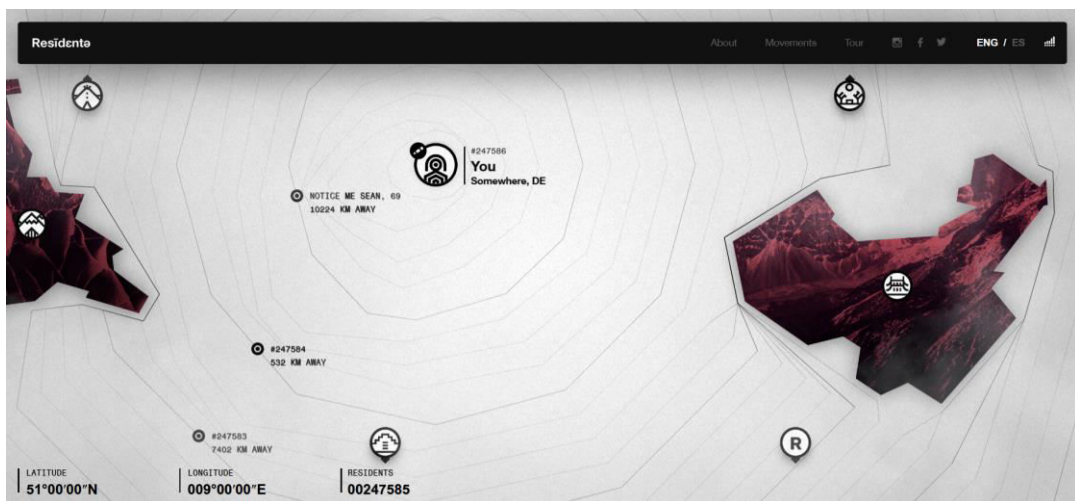 Resīdɛntə
About Movements Tour ENG / ES
#247586
You
Somewhere, DE
NOTICE ME SEAN, 69
10224 KM AWAY
#247584
532 KM AWAY
#247583
7402 KM AWAY
R
LATITUDE LONGITUDE RESIDENTS
51°00'00"N 009°00'00"E 00247585